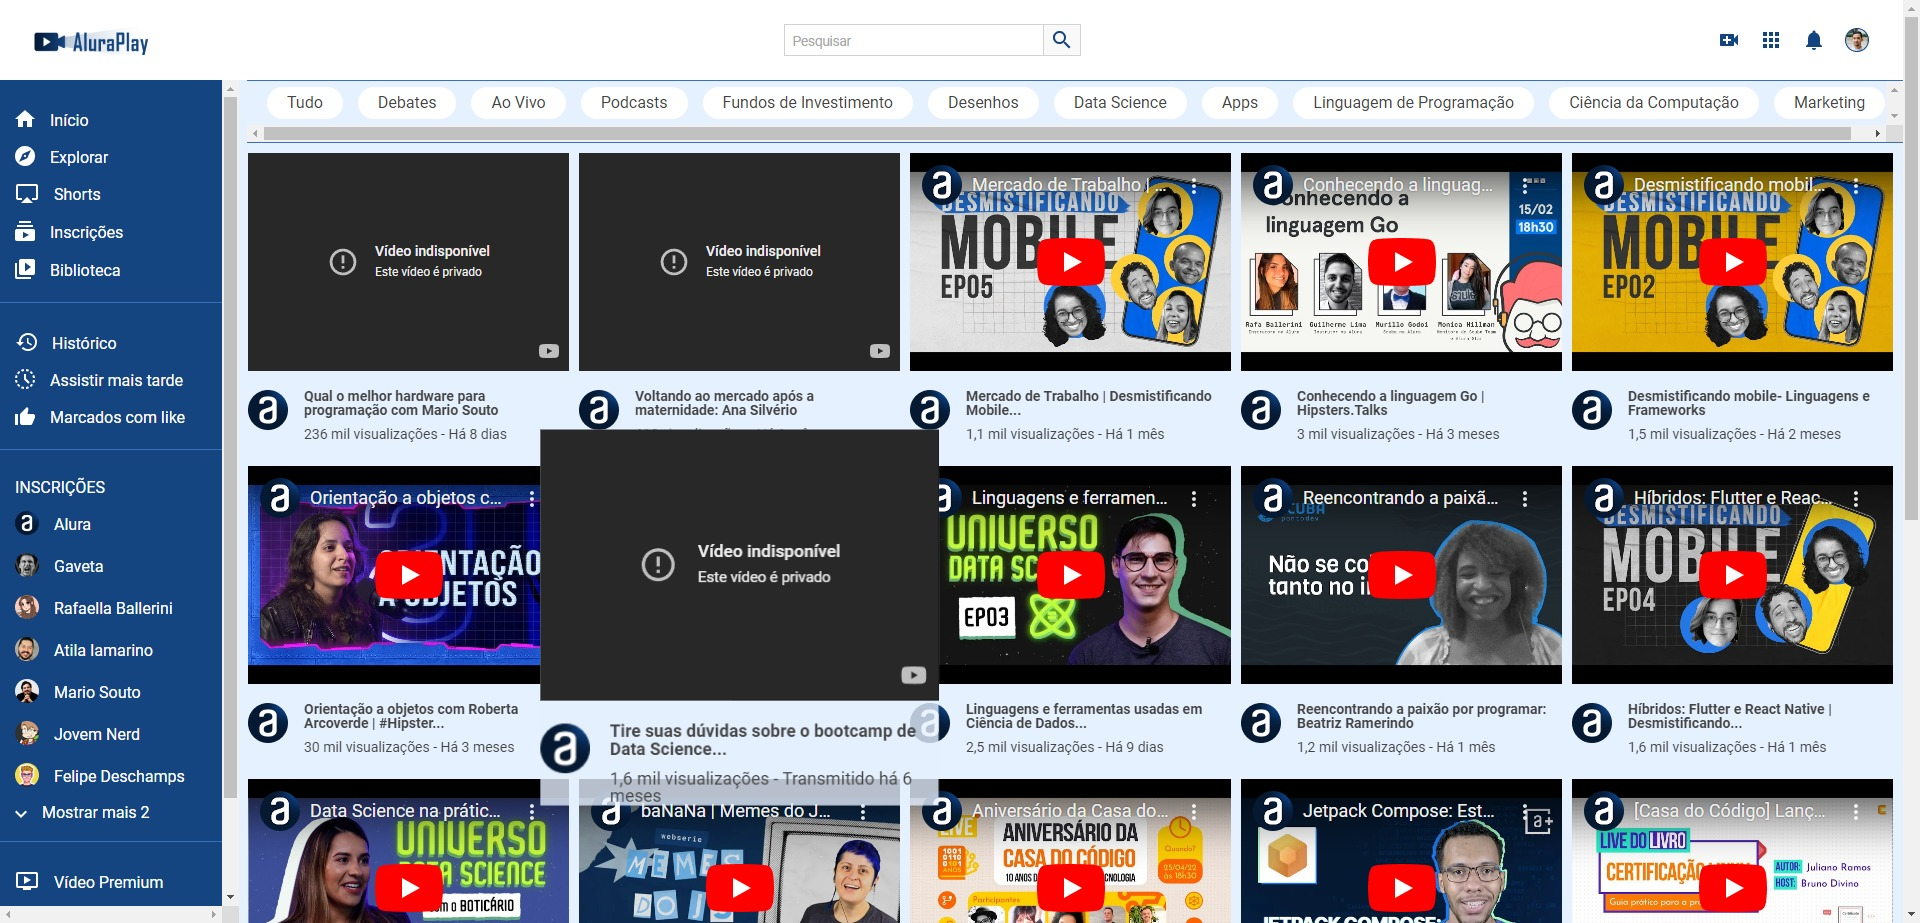 AluraPlay
Pesquisar
Início
Explorar
Shorts
Inscrições
Biblioteca
Histórico
Assistir mais tarde
Marcados com like
INSCRIÇÕES
Alura
Gaveta
Rafaella Ballerini
Atila Iamarino
Mario Souto
Jovem Nerd
Felipe Deschamps
Mostrar mais 2
Vídeo Premium
Tudo
Debates
Ao Vivo
Podcasts
Fundos de Investimento
Desenhos
Data Science
Apps
Linguagem de Programação
Ciência da Computação
Marketing
Vídeo indisponível
Este vídeo é privado
Qual o melhor hardware para
programação com Mario Souto
236 mil visualizações - Há 8 dias
Vídeo indisponível
Este vídeo é privado
Voltando ao mercado após a
maternidade: Ana Silvério
Mercado de Trabalho | ...
DESMISTIFICANDO
MOBILE
EP05
Mercado de Trabalho | Desmistificando
Mobile...
1,1 mil visualizações - Há 1 mês
Conhecendo a linguag...
Conhecendo a
linguagem Go
15/02
18h30
Rafa Ballerini
Guilherme Lima
Murillo Godoi
Monica Hillman
Conhecendo a linguagem Go |
Hipsters.Talks
3 mil visualizações - Há 3 meses
Desmistificando mobil...
DESMISTIFICANDO
MOBILE
EP02
Desmistificando mobile- Linguagens e
Frameworks
1,5 mil visualizações - Há 2 meses
Orientação a objetos c...
ORIENTAÇÃO
A OBJETOS
Orientação a objetos com Roberta
Arcoverde | #Hipster...
30 mil visualizações - Há 3 meses
Vídeo indisponível
Este vídeo é privado
Tire suas dúvidas sobre o bootcamp de
Data Science...
1,6 mil visualizações - Transmitido há 6
meses
Linguagens e ferramen...
UNIVERSO
DATA SC
EP03
Linguagens e ferramentas usadas em
Ciência de Dados...
2,5 mil visualizações - Há 9 dias
Reencontrando a paixã...
Não se co
tanto no i
Reencontrando a paixão por programar:
Beatriz Ramerindo
1,2 mil visualizações - Há 1 mês
Híbridos: Flutter e Reac...
DESMISTIFICANDO
MOBILE
EP04
Híbridos: Flutter e React Native |
Desmistificando...
1,6 mil visualizações - Há 1 mês
Data Science na prátic...
UNIVERSO
DATA SCIENCE
com o BOTICÁRIO
baNaNa | Memes do J...
webserie
MEMES
DO JS
Aniversário da Casa do...
LIVE
ANIVERSÁRIO DA
CASA DO CÓDIGO
Quando?
25/04/22
às 18h30
Participantes
Jetpack Compose: Est...
a+
JETPACK COMPOSE:
[Casa do Código] Lanç...
LIVE DO LIVRO
CERTIFICAÇÃO
AUTOR: Juliano Ramos
HOST: Bruno Divino
Guia prático para a